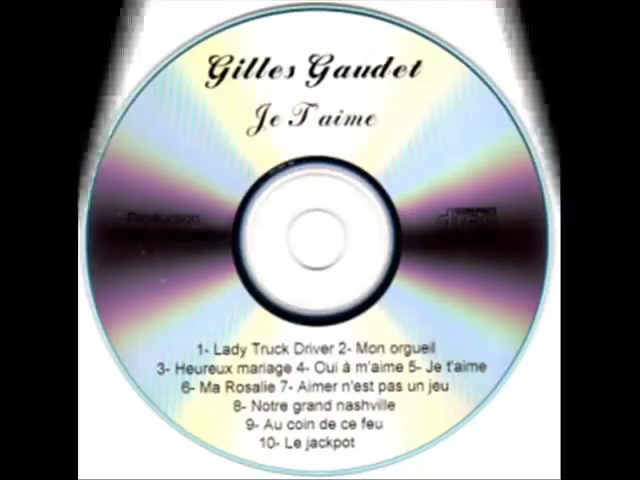 Gilles Gaudet
Je T'aime
1- Lady Truck Driver 2- Mon orgueil
3- Heureux mariage 4- Oui à m'aime 5- Je t'aime
6- Ma Rosalie 7- Aimer n'est pas un jeu
8- Notre grand nashville
9- Au coin de ce feu
10- Le jackpot